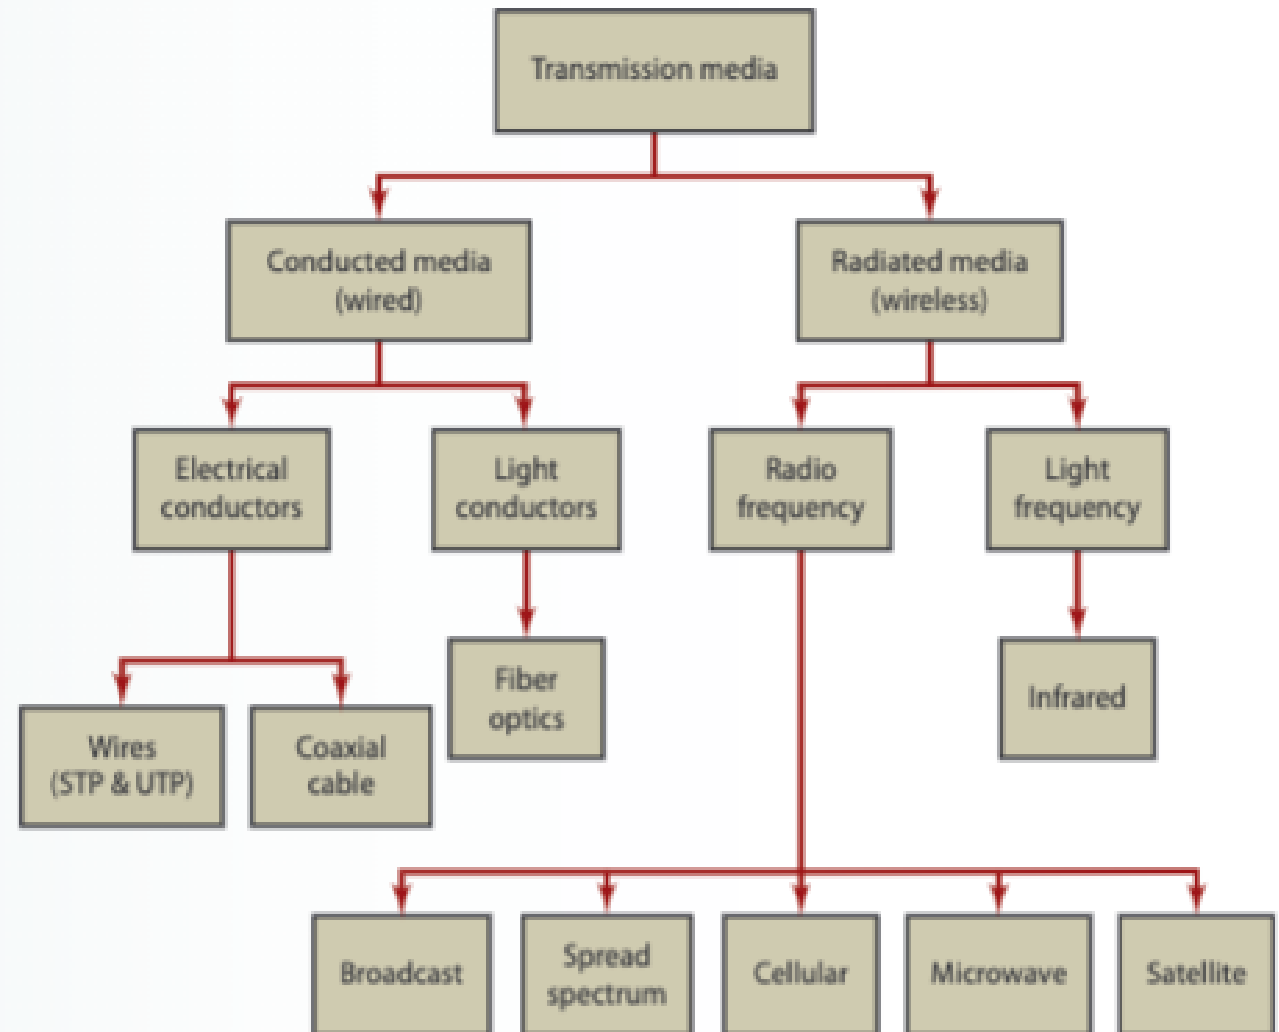 Transmission media
Conducted media
(wired)
Radiated media
(wireless)
Electrical
conductors
Light
conductors
Radio
frequency
Light
frequency
Fiber
optics
Infrared
Wires
(STP & UTP)
Coaxial
cable
Broadcast
Spread
spectrum
Cellular
Microwave
Satellite